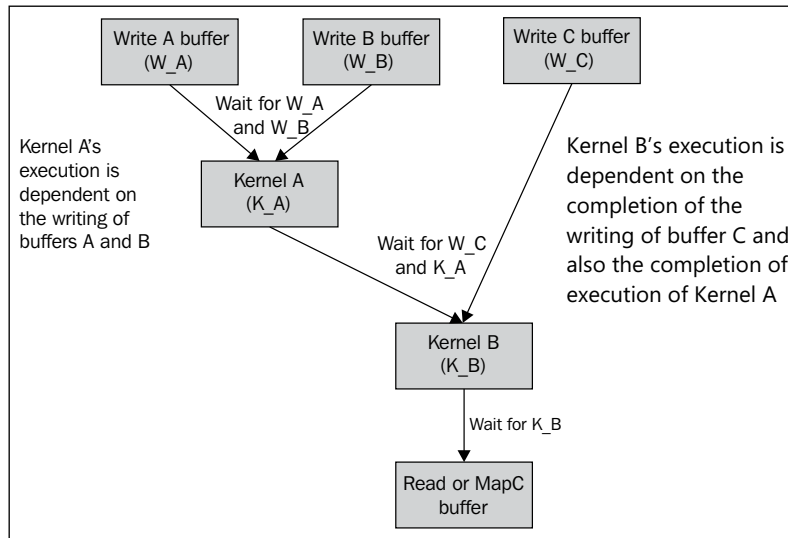 Write A buffer
(W_A)
Write B buffer
(W_B)
Write C buffer
(W_C)
Wait for W_A
and W_B
Kernel A's
execution is
dependent on
the writing of
buffers A and B
Kernel A
(K_A)
Kernel B's execution is
dependent on the
completion of the
writing of buffer C and
also the completion of
execution of Kernel A
Wait for W_C
and K_A
Kernel B
(K_B)
Wait for K_B
Read or MapC
buffer